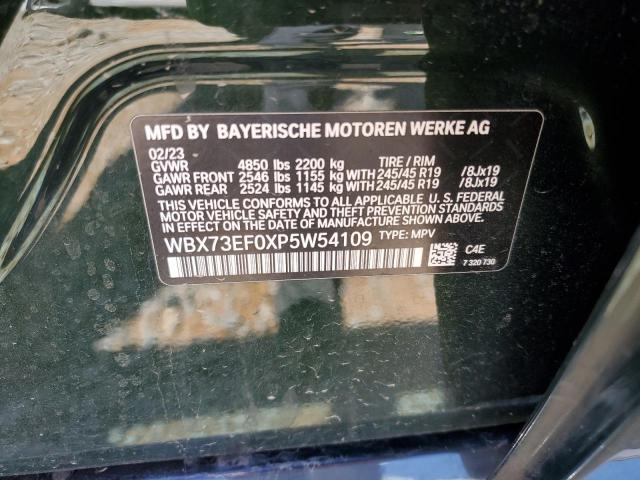 MFD BY BAYERISCHE MOTOREN WERKE AG
02/23
GVWR 4850 lbs 2200 kg TIRE / RIM
GAWR FRONT 2546 lbs 1155 kg WITH 245/45 R19 /8Jx19
GAWR REAR 2524 lbs 1145 kg WITH 245/45 R19 /8Jx19
THIS VEHICLE CONFORMS TO ALL APPLICABLE U. S. FEDERAL
MOTOR VEHICLE SAFETY, BUMPER, AND THEFT PREVENTION
STANDARDS IN EFFECT ON THE DATE OF MANUFACTURE SHOWN ABOVE.
WBX73EF0XP5W54109 TYPE: MPV
C4E
7 320 730